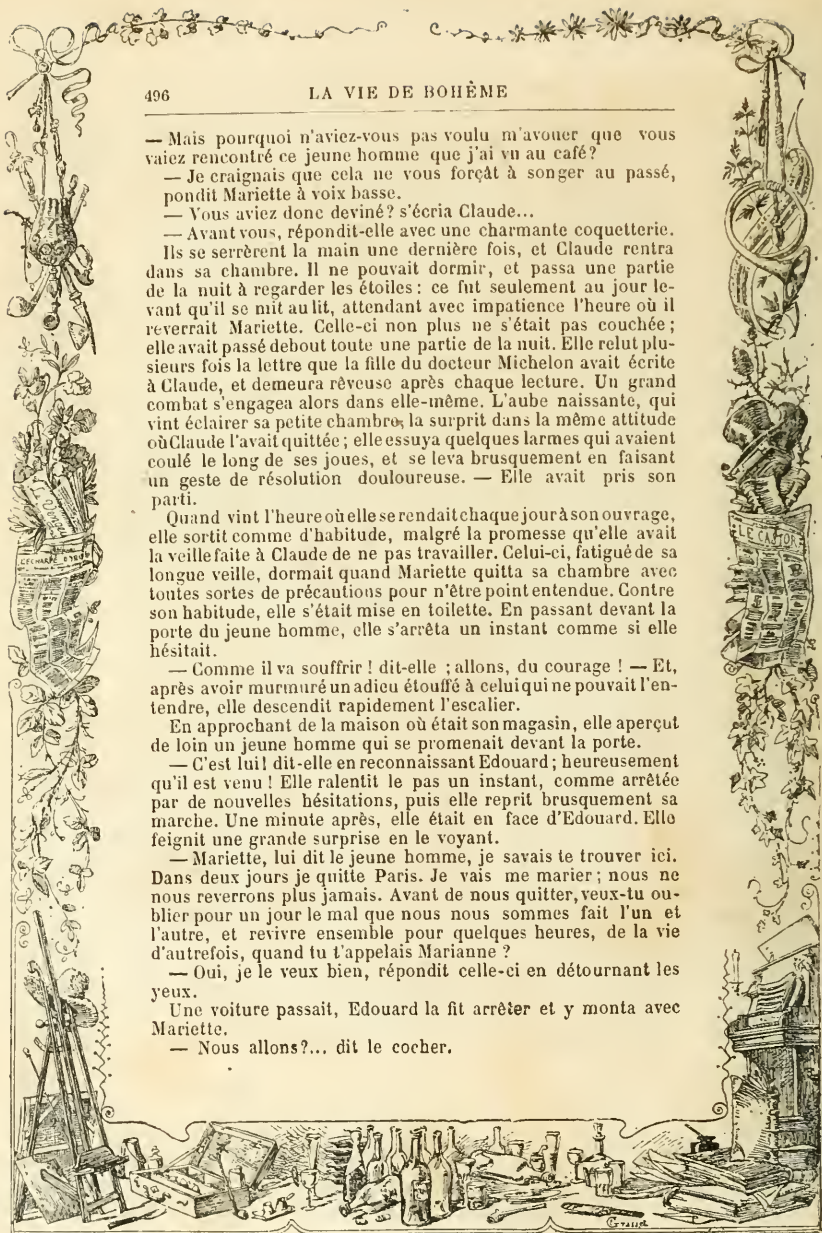 496 LA VIE DE BOHÈME
— Mais pourquoi n'aviez-vous pas voulu m'avouer que vous
vaiez rencontré ce jeune homme que j'ai vu au café?
— Je craignais que cela ne vous forçât à songer au passé,
pondit Mariette à voix basse.
— Vous aviez donc deviné? s'écria Claude...
— Avant vous, répondit-elle avec une charmante coquetterie.
Ils se serrèrent la main une dernière fois, et Claude rentra
dans sa chambre. Il ne pouvait dormir, et passa une partie
de la nuit à regarder les étoiles: ce fut seulement au jour le-
vant qu'il se mit au lit, attendant avec impatience l'heure où il
reverrait Mariette. Celle-ci non plus ne s'était pas couchée;
elle avait passé debout toute une partie de la nuit. Elle relut plu-
sieurs fois la lettre que la fille du docteur Michelon avait écrite
à Claude, et demeura rêveuse après chaque lecture. Un grand
combat s'engagea alors dans elle-même. L'aube naissante, qui
vint éclairer sa petite chambre, la surprit dans la même attitude
où Claude l'avait quittée; elle essuya quelques larmes qui avaient
coulé le long de ses joues, et se leva brusquement en faisant
un geste de résolution douloureuse. — Elle avait pris son
parti.
Quand vint l'heure où elle se rendait chaque jour à son ouvrage,
elle sortit comme d'habitude, malgré la promesse qu'elle avait
la veille faite à Claude de ne pas travailler. Celui-ci, fatigué de sa
longue veille, dormait quand Mariette quitta sa chambre avec
toutes sortes de précautions pour n'être point entendue. Contre
son habitude, elle s'était mise en toilette. En passant devant la
porte du jeune homme, elle s'arrêta un instant comme si elle
hésitait.
— Comme il va souffrir! dit-elle; allons, du courage! — Et,
après avoir murmuré un adieu étouffé à celui qui ne pouvait l'en-
tendre, elle descendit rapidement l'escalier.
En approchant de la maison où était son magasin, elle aperçut
de loin un jeune homme qui se promenait devant la porte.
— C'est lui! dit-elle en reconnaissant Edouard; heureusement
qu'il est venu! Elle ralentit le pas un instant, comme arrêtée
par de nouvelles hésitations, puis elle reprit brusquement sa
marche. Une minute après, elle était en face d'Edouard. Elle
feignit une grande surprise en le voyant.
— Mariette, lui dit le jeune homme, je savais te trouver ici.
Dans deux jours je quitte Paris. Je vais me marier; nous ne
nous reverrons plus jamais. Avant de nous quitter, veux-tu ou-
blier pour un jour le mal que nous nous sommes fait l'un et
l'autre, et revivre ensemble pour quelques heures, de la vie
d'autrefois, quand tu t'appelais Marianne?
— Oui, je le veux bien, répondit celle-ci en détournant les
yeux.
Une voiture passait, Edouard la fit arrêter et y monta avec
Mariette.
— Nous allons?... dit le cocher.
L'ECHARPE
LE CASTOR
Grasset